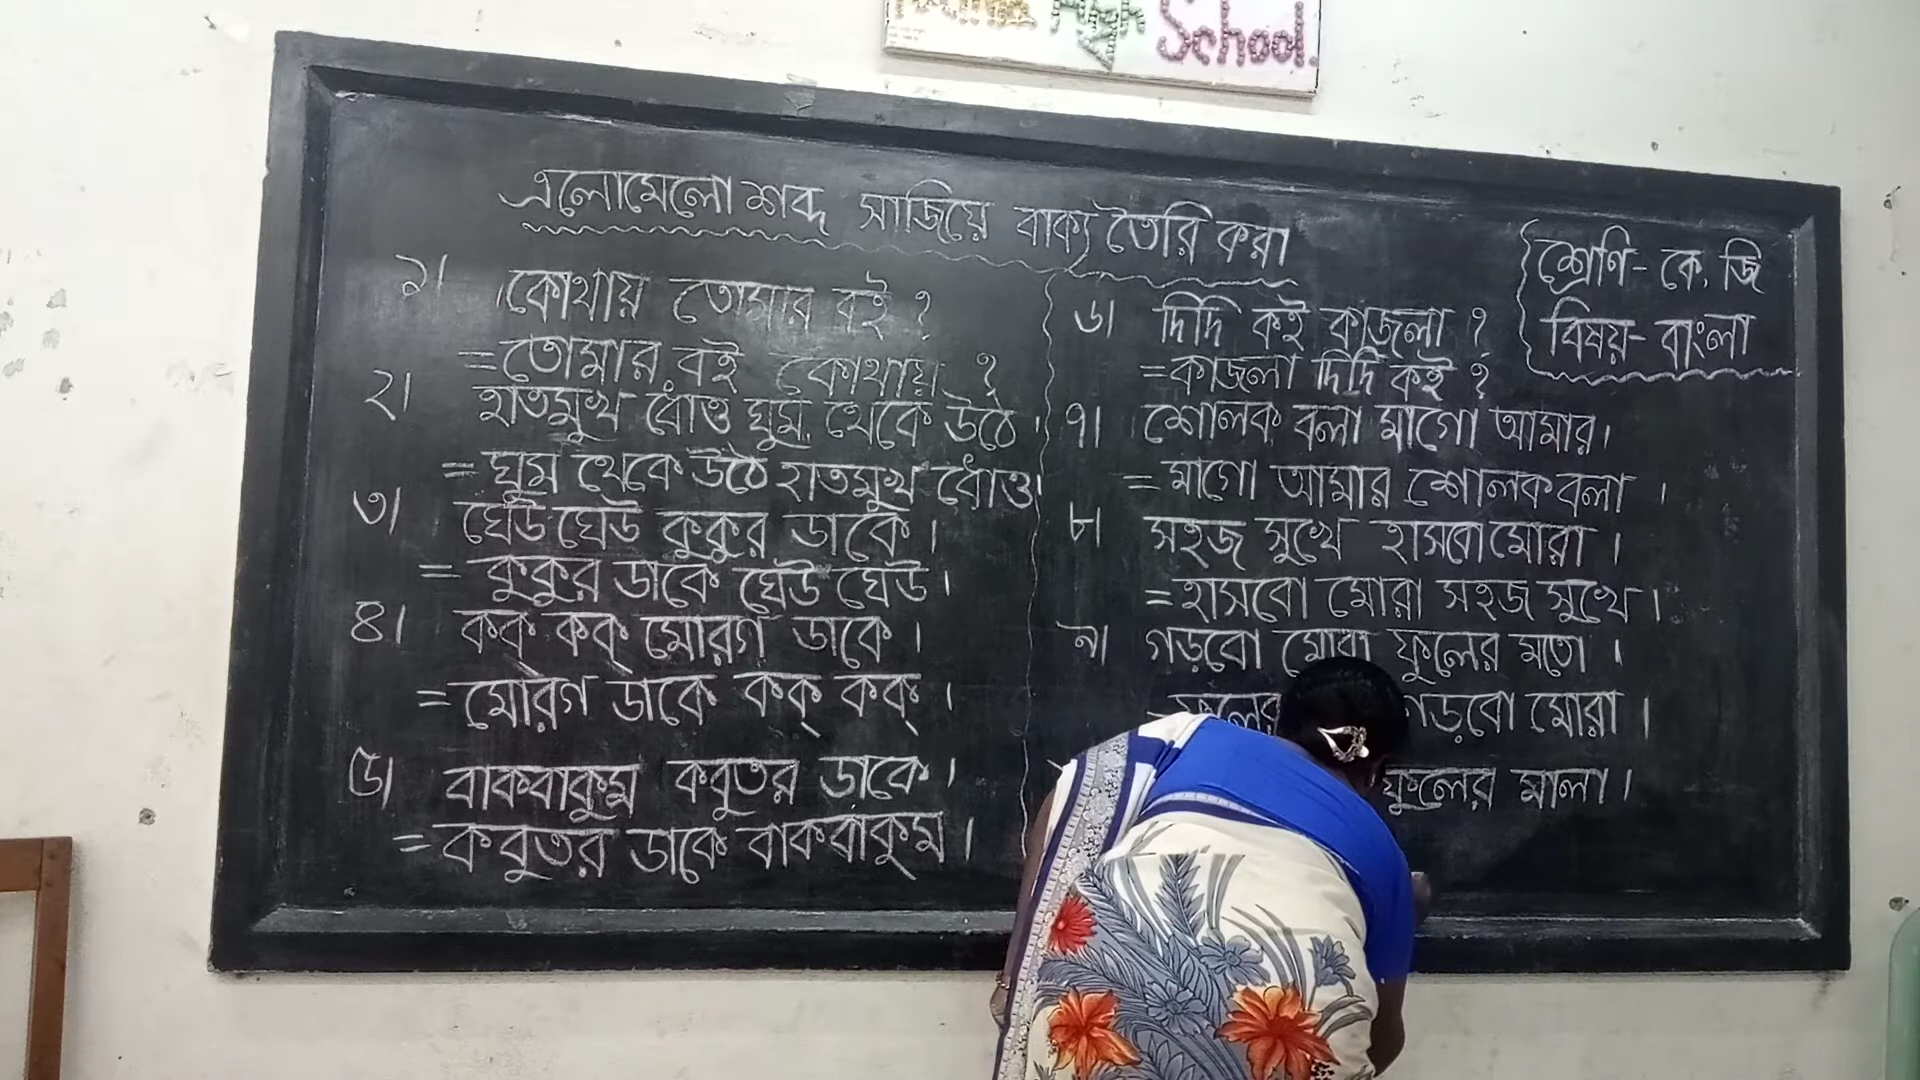 High School.
এলোমেলো শব্দ সাজিয়ে বাক্য তৈরি করা
শ্রেণি- কে. জি
বিষয়- বাংলা
১। কোথায় তোমার বই ?
= তোমার বই কোথায় ?
২। হাতমুখ ধোও ঘুম থেকে উঠে।
= ঘুম থেকে উঠে হাতমুখ ধোও।
৩। ঘেউ ঘেউ কুকুর ডাকে।
= কুকুর ডাকে ঘেউ ঘেউ।
৪। কক্ কক্ মোরগ ডাকে।
= মোরগ ডাকে কক্ কক্।
৫। বাকবাকুম কবুতর ডাকে।
= কবুতর ডাকে বাকবাকুম।
৬। দিদি কই কাজলা ?
= কাজলা দিদি কই ?
৭। শোলক বলা মাগো আমার।
= মাগো আমার শোলক বলা।
৮। সহজ সুখে হাসবো মোরা।
= হাসবো মোরা সহজ সুখে।
৯। গড়বো মোরা ফুলের মতো।
ফুলের গড়বো মোরা।
ফুলের মালা।